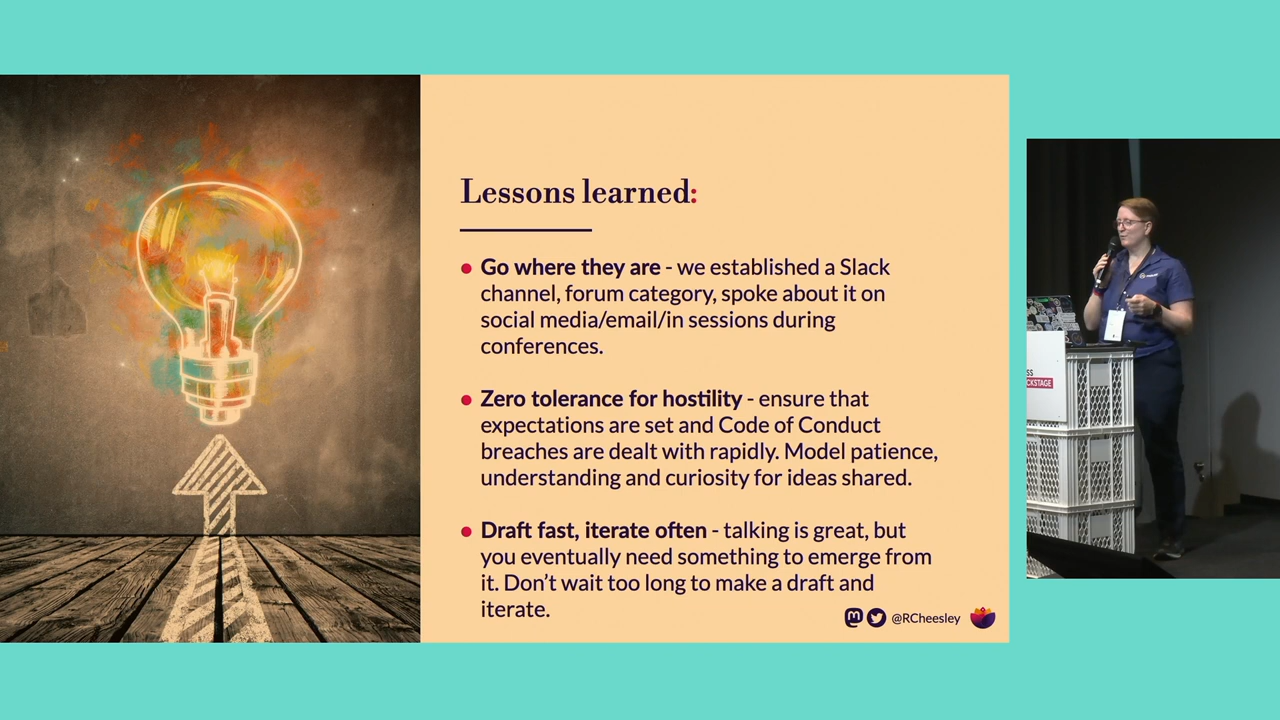 Lessons learned:
● Go where they are - we established a Slack
channel, forum category, spoke about it on
social media/email/in sessions during
conferences.
● Zero tolerance for hostility - ensure that
expectations are set and Code of Conduct
breaches are dealt with rapidly. Model patience,
understanding and curiosity for ideas shared.
● Draft fast, iterate often - talking is great, but
you eventually need something to emerge from
it. Don't wait too long to make a draft and
iterate.
@RCheesley